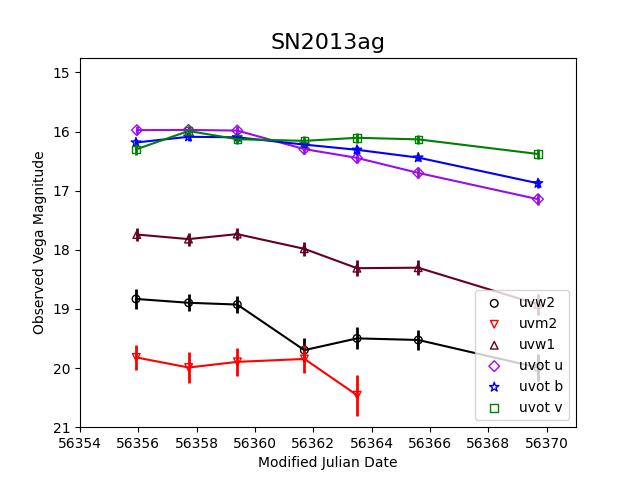 SN2013ag
Observed Vega Magnitude
15
16
17
18
19
20
21
56354 56356 56358 56360 56362 56364 56366 56368 56370
Modified Julian Date
uvw2
uvm2
uvw1
uvot u
uvot b
uvot v